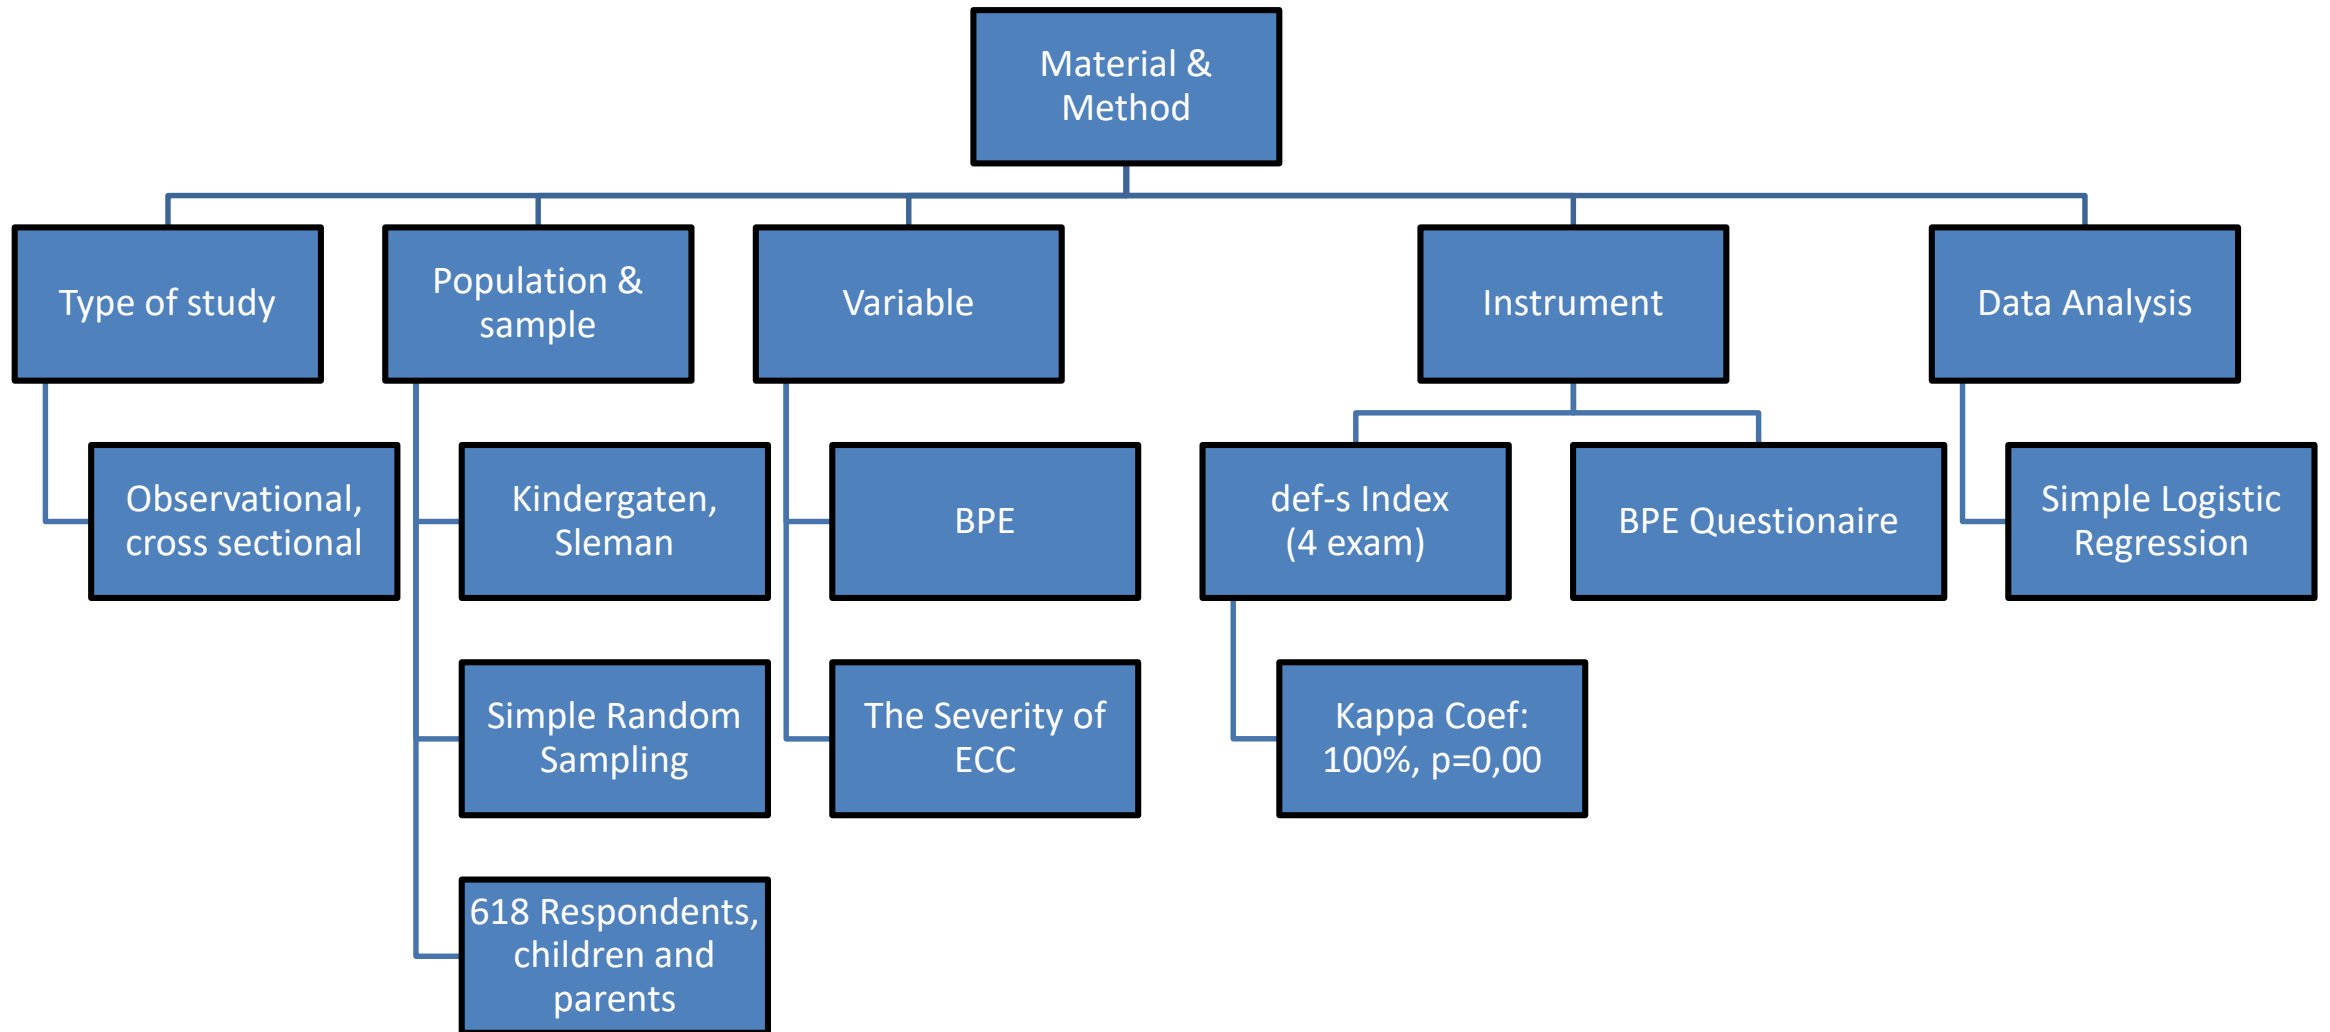 Material &
Method
Type of study
Population &
sample
Variable
Instrument
Data Analysis
Observational,
cross sectional
Kindergaten,
Sleman
BPE
def-s Index
(4 exam)
BPE Questionaire
Simple Logistic
Regression
Simple Random
Sampling
The Severity of
ECC
Kappa Coef:
100%, p=0,00
618 Respondents,
children and
parents